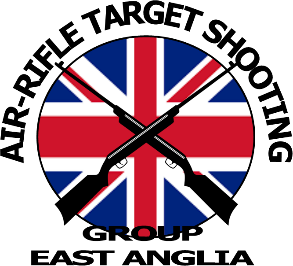 AIR-RIFLE TARGET SHOOTING
GROUP
EAST ANGLIA